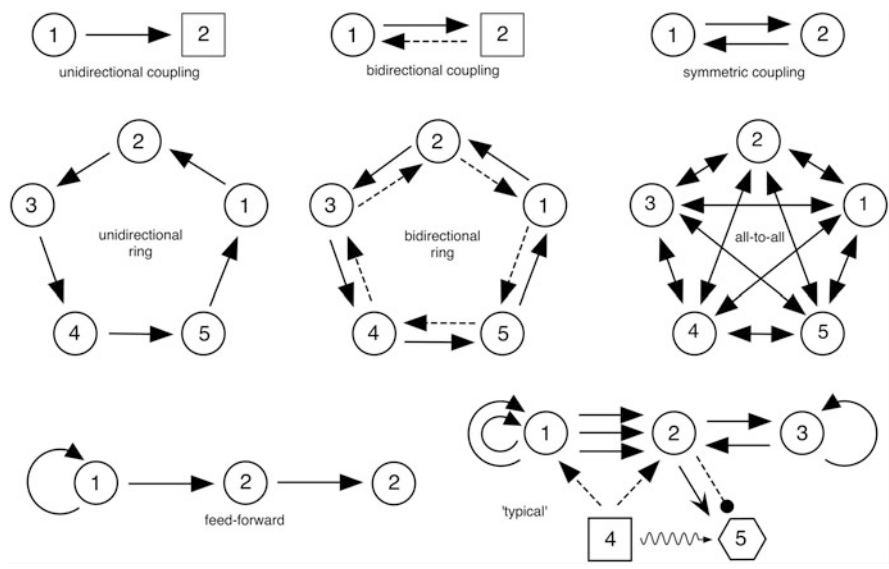 1 2 1 2 1 2
unidirectional coupling bidirectional coupling symmetric coupling
2 2 2
3 1 3 1 3 1
unidirectional bidirectional all-to-all
ring ring
4 5 4 5 4 5
1 2 3
1 2 2
feed-forward 'typical'
4 5